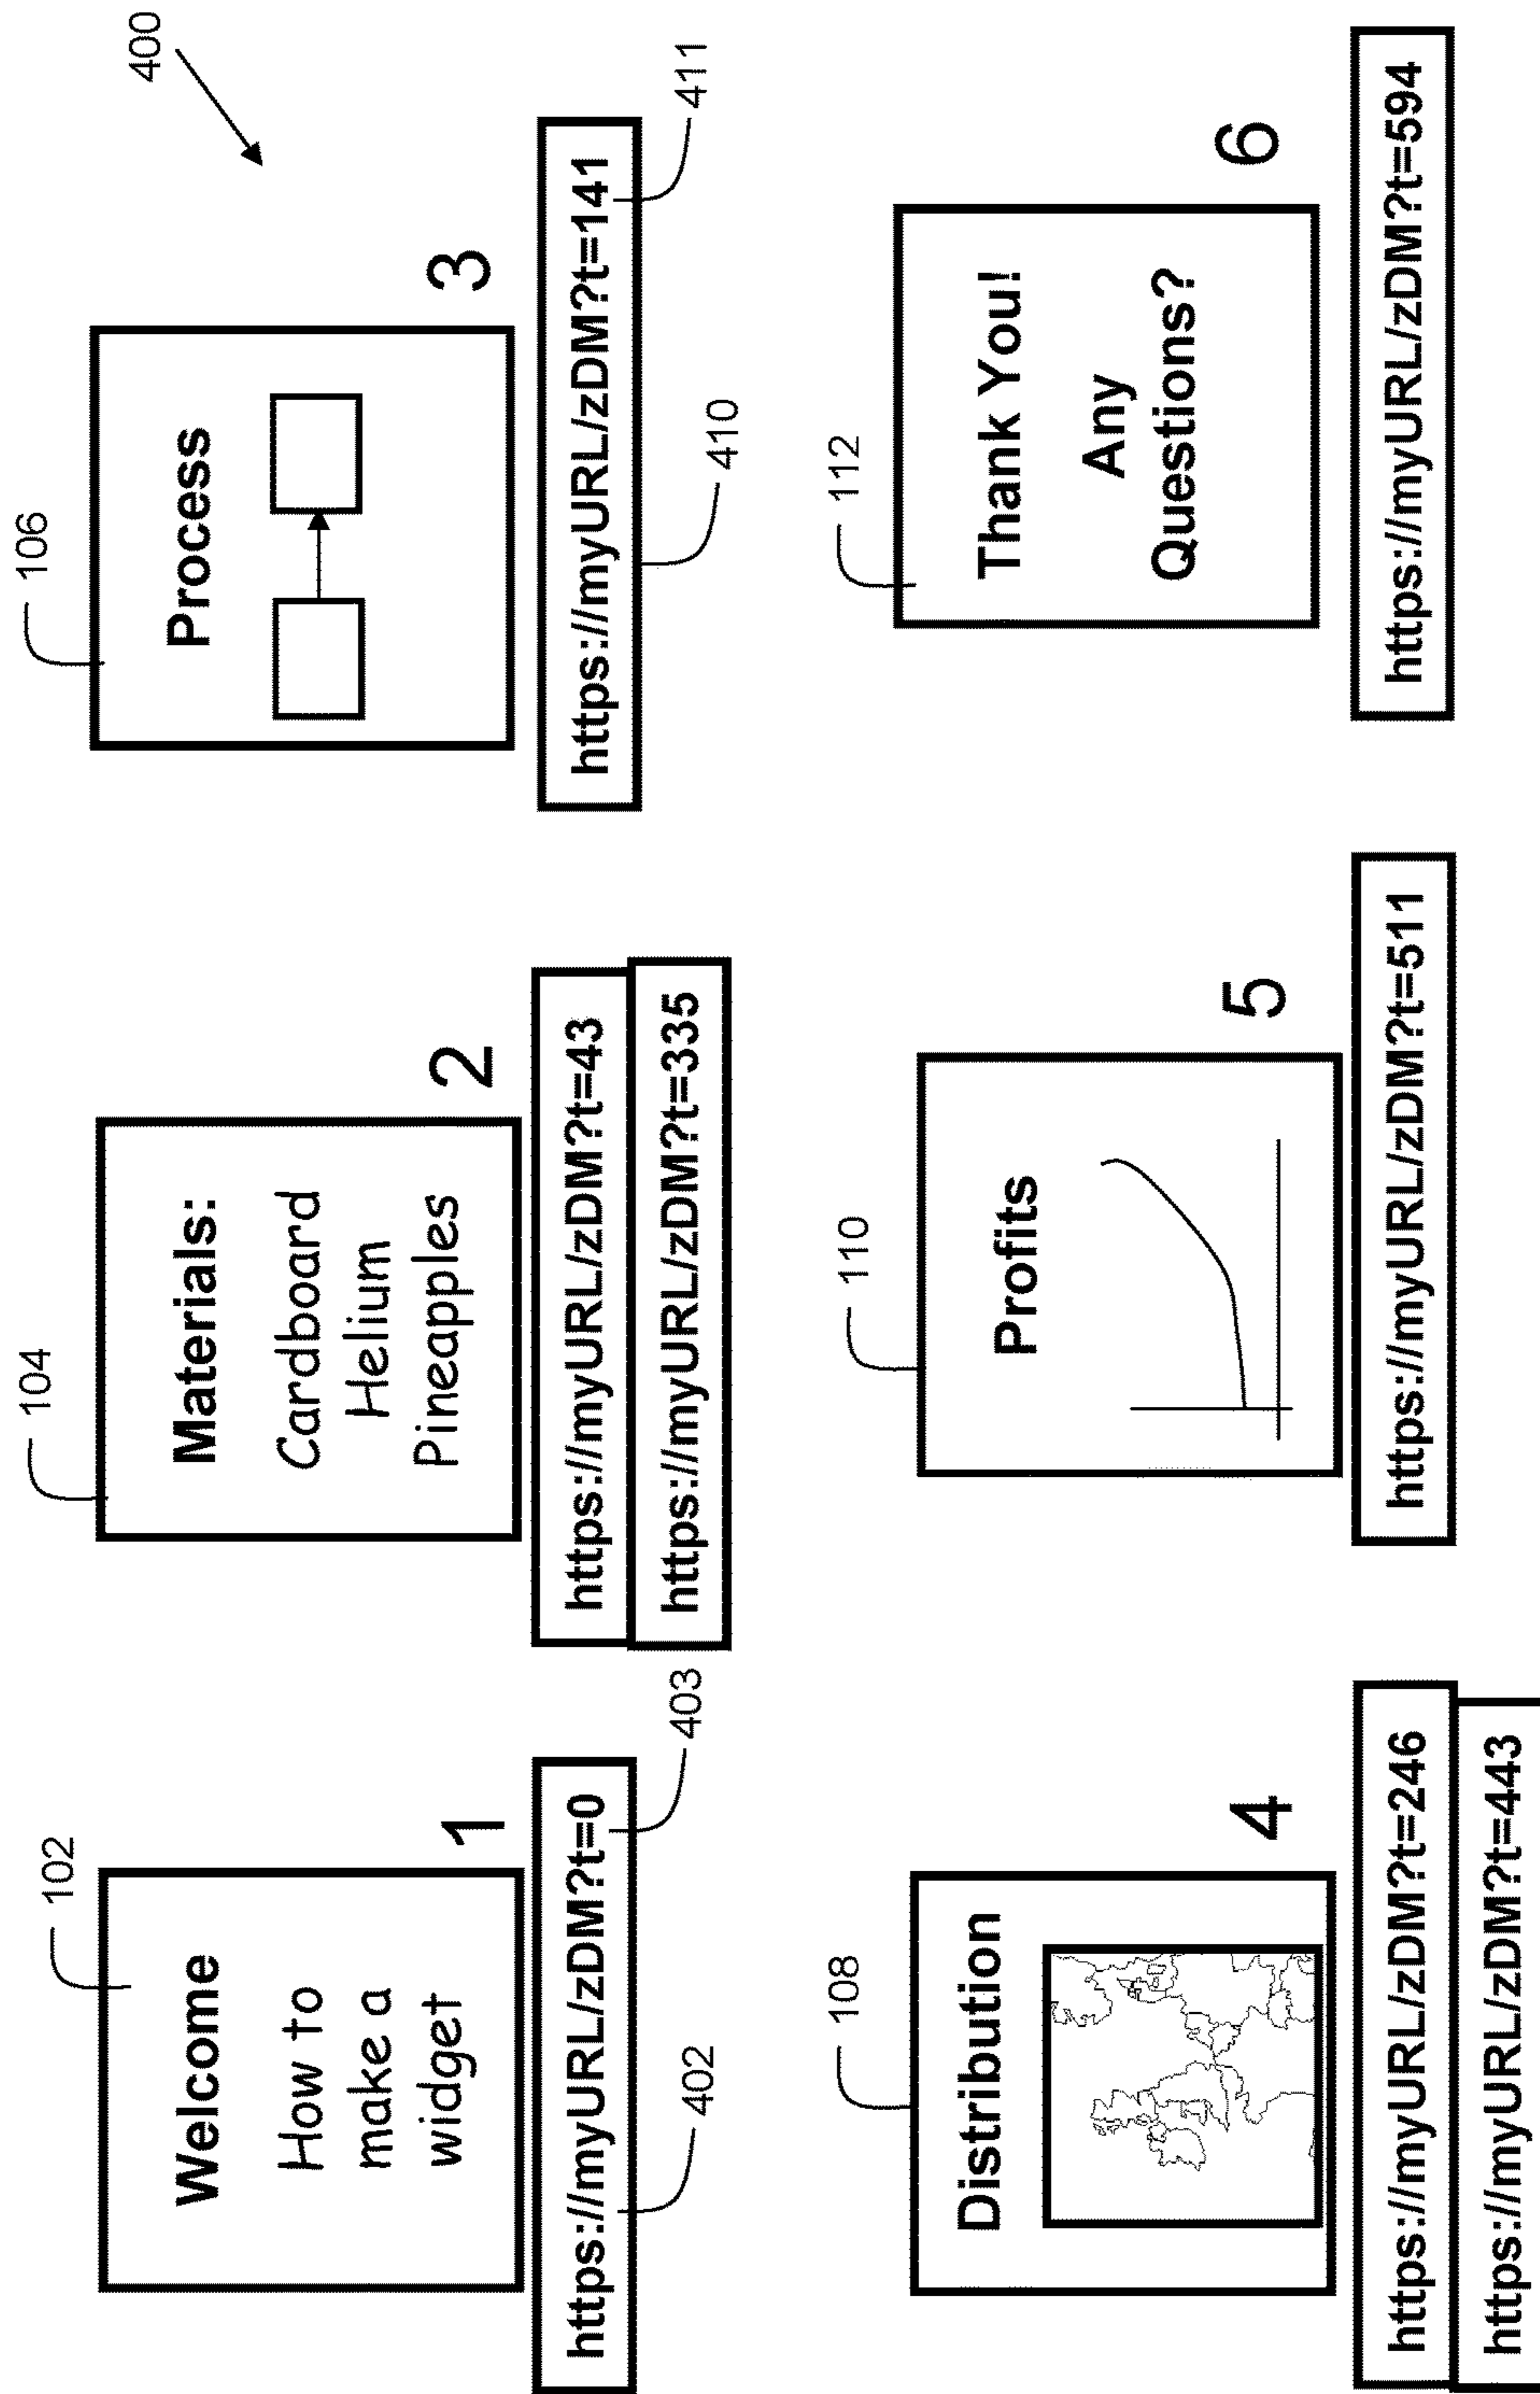 400
102
Welcome
How to
make a
widget
1
https://myURL/zDM?t=0
402
403
104
Materials:
Cardboard
Helium
Pineapples
2
https://myURL/zDM?t=43
https://myURL/zDM?t=335
106
Process
3
https://myURL/zDM?t=141
410
411
108
Distribution
4
https://myURL/zDM?t=246
https://myURL/zDM?t=443
110
Profits
5
https://myURL/zDM?t=511
112
Thank You!
Any
Questions?
6
https://myURL/zDM?t=594